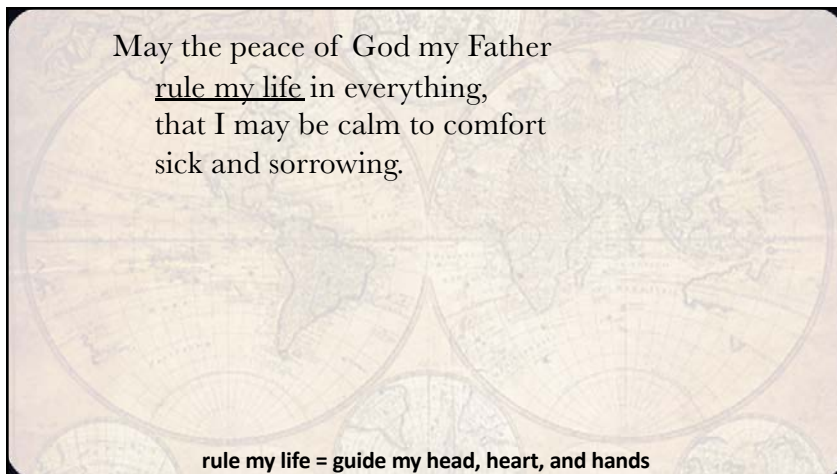 May the peace of God my Father
rule my life in everything,
that I may be calm to comfort
sick and sorrowing.
rule my life = guide my head, heart, and hands